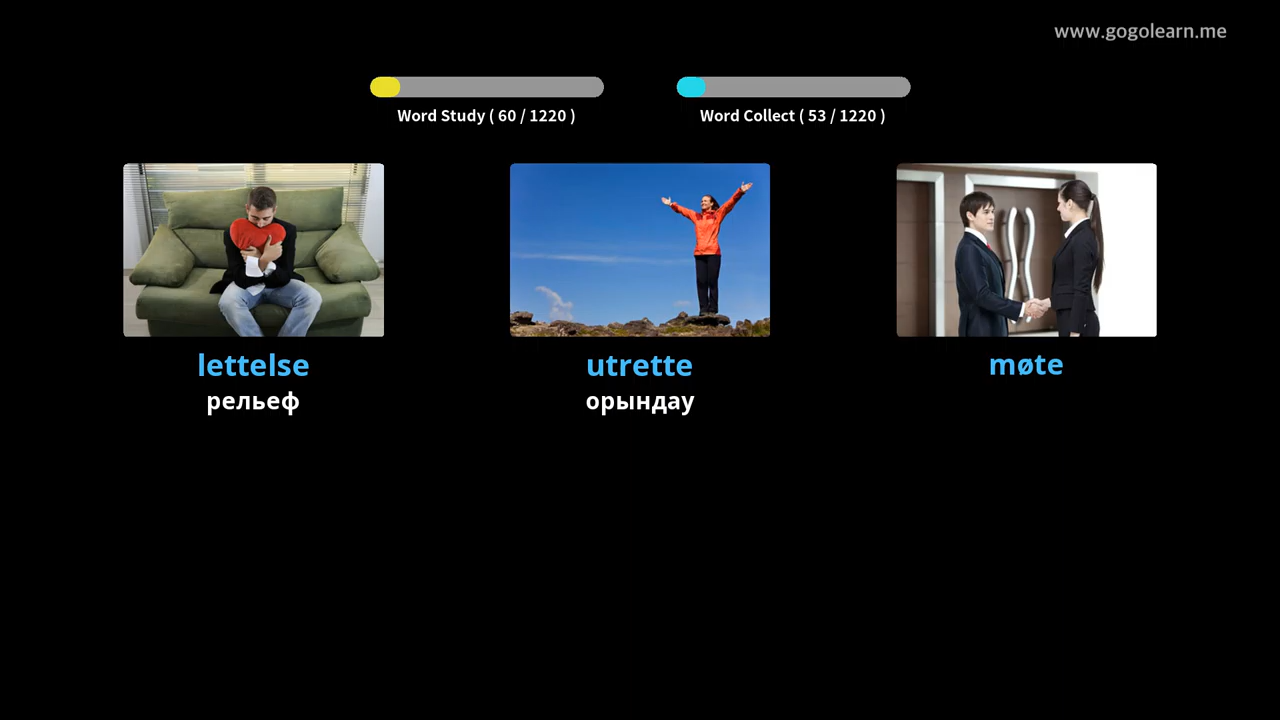 www.gogolearn.me
Word Study ( 60 / 1220 )
Word Collect ( 53 / 1220 )
lettelse
рельеф
utrette
орындау
møte